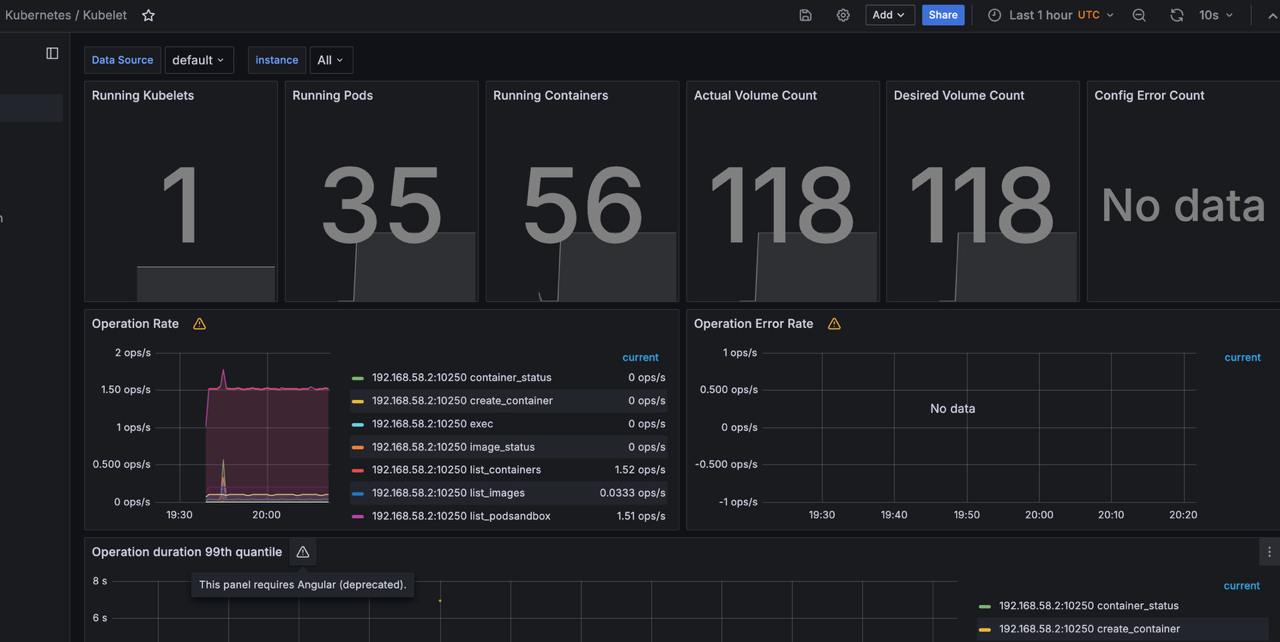 Kubernetes / Kubelet
Add
Share
Last 1 hour UTC
10s
Data Source
default
instance
All
Running Kubelets
1
Running Pods
35
Running Containers
56
Actual Volume Count
118
Desired Volume Count
118
Config Error Count
No data
Operation Rate
2 ops/s
1.50 ops/s
1 ops/s
0.500 ops/s
0 ops/s
19:30 20:00
current
192.168.58.2:10250 container_status 0 ops/s
192.168.58.2:10250 create_container 0 ops/s
192.168.58.2:10250 exec 0 ops/s
192.168.58.2:10250 image_status 0 ops/s
192.168.58.2:10250 list_containers 1.52 ops/s
192.168.58.2:10250 list_images 0.0333 ops/s
192.168.58.2:10250 list_podsandbox 1.51 ops/s
Operation Error Rate
1 ops/s
0.500 ops/s
0 ops/s
-0.500 ops/s
-1 ops/s
No data
19:30 19:40 19:50 20:00 20:10 20:20
current
Operation duration 99th quantile
This panel requires Angular (deprecated).
8 s
6 s
current
192.168.58.2:10250 container_status
192.168.58.2:10250 create_container